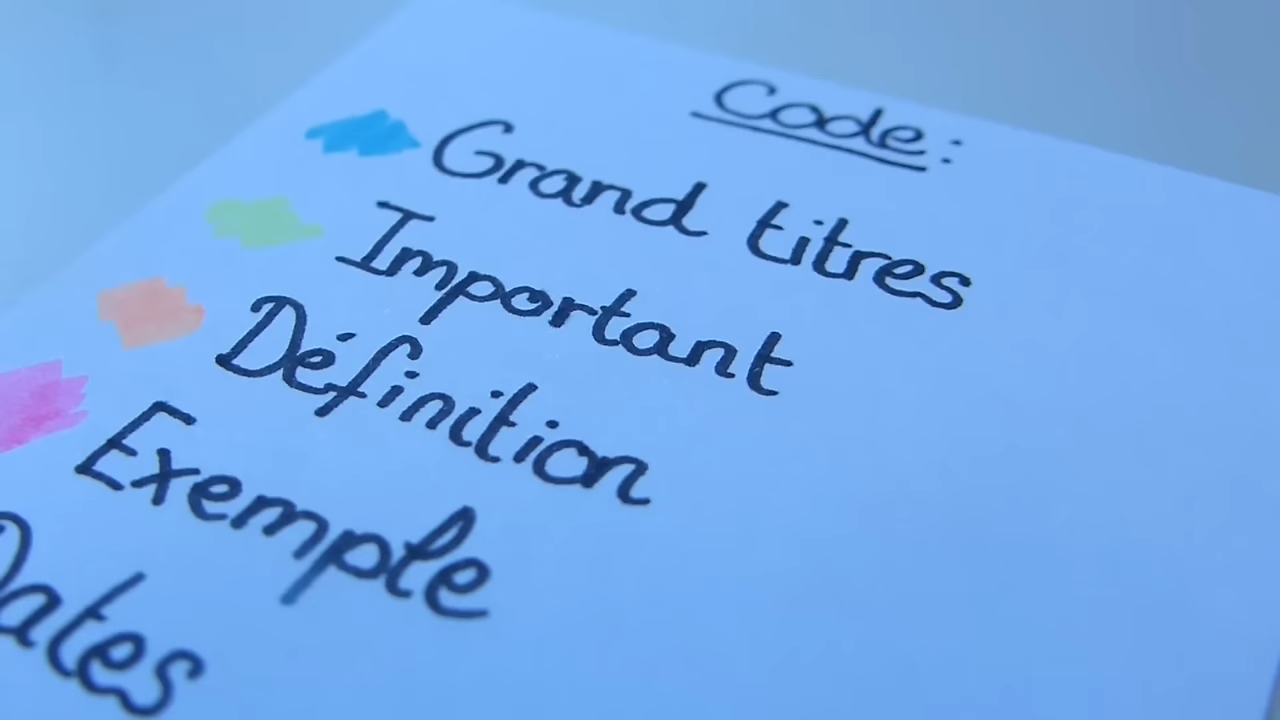 Code:
Grand titres
Important
Définition
Exemple
Dates